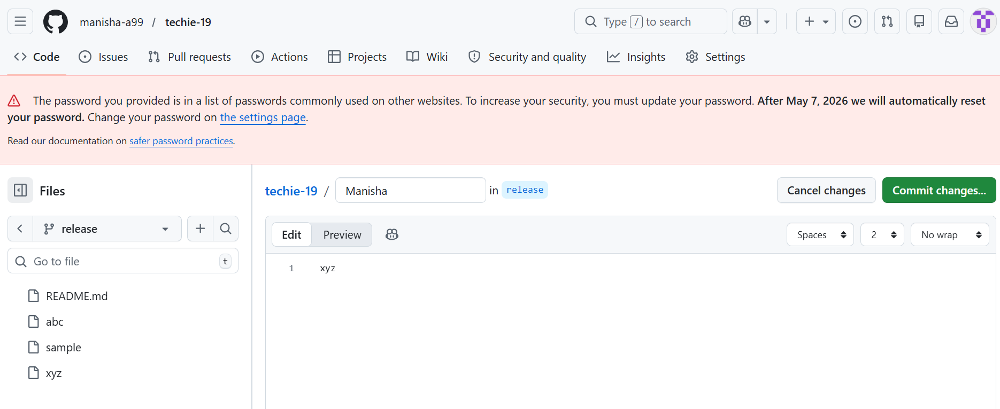 manisha-a99 / techie-19
Type / to search
Code
Issues
Pull requests
Actions
Projects
Wiki
Security and quality
Insights
Settings
The password you provided is in a list of passwords commonly used on other websites. To increase your security, you must update your password. After May 7, 2026 we will automatically reset
your password. Change your password on the settings page.
Read our documentation on safer password practices.
Files
release
Go to file
t
README.md
abc
sample
xyz
techie-19 / Manisha in release
Cancel changes
Commit changes...
Edit
Preview
Spaces
2
No wrap
1 xyz